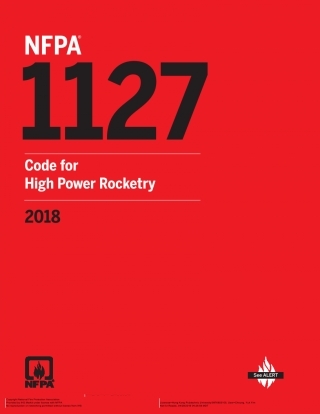 NFPA®
1127
Code for
High Power Rocketry
2018
NFPA®
See ALERT